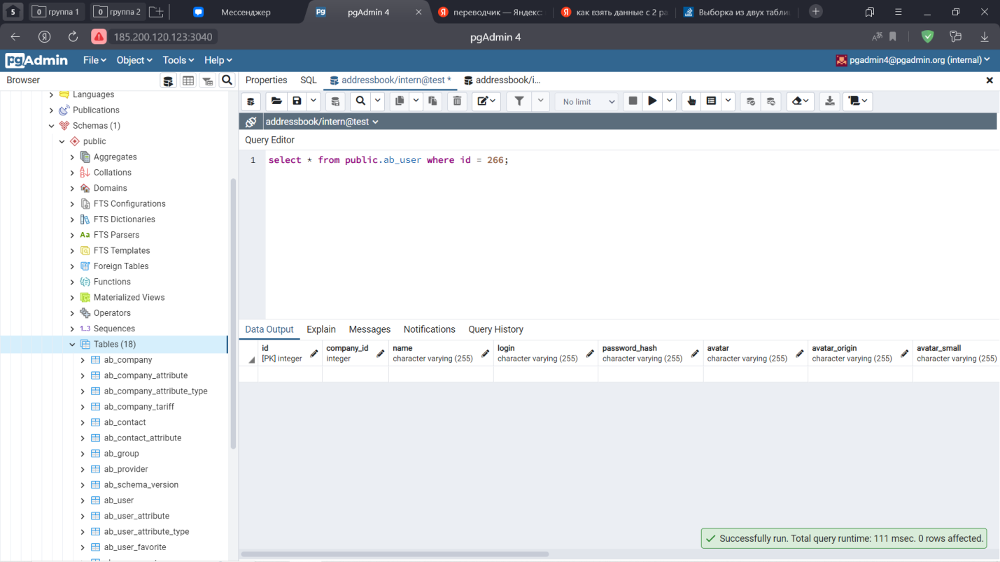 5
0 группа 1
0 группа 2
Мессенджер
pgAdmin 4
переводчик — Яндекс:
как взять данные с 2 ра
Выборка из двух таблиц
185.200.120.123:3040
pgAdmin 4
pgAdmin
File
Object
Tools
Help
pgadmin4@pgadmin.org (internal)
Browser
Properties
SQL
addressbook/intern@test *
addressbook/i...
No limit
addressbook/intern@test
Query Editor
1 select * from public.ab_user where id = 266;
Languages
Publications
Schemas (1)
public
Aggregates
Collations
Domains
FTS Configurations
FTS Dictionaries
Aa FTS Parsers
FTS Templates
Foreign Tables
Functions
Materialized Views
Operators
1..3 Sequences
Tables (18)
ab_company
ab_company_attribute
ab_company_attribute_type
ab_company_tariff
ab_contact
ab_contact_attribute
ab_group
ab_provider
ab_schema_version
ab_user
ab_user_attribute
ab_user_attribute_type
ab_user_favorite
Data Output
Explain
Messages
Notifications
Query History
id
[PK] integer
company_id
integer
name
character varying (255)
login
character varying (255)
password_hash
character varying (255)
avatar
character varying (255)
avatar_origin
character varying (255)
avatar_small
character varying (255)
Successfully run. Total query runtime: 111 msec. 0 rows affected.